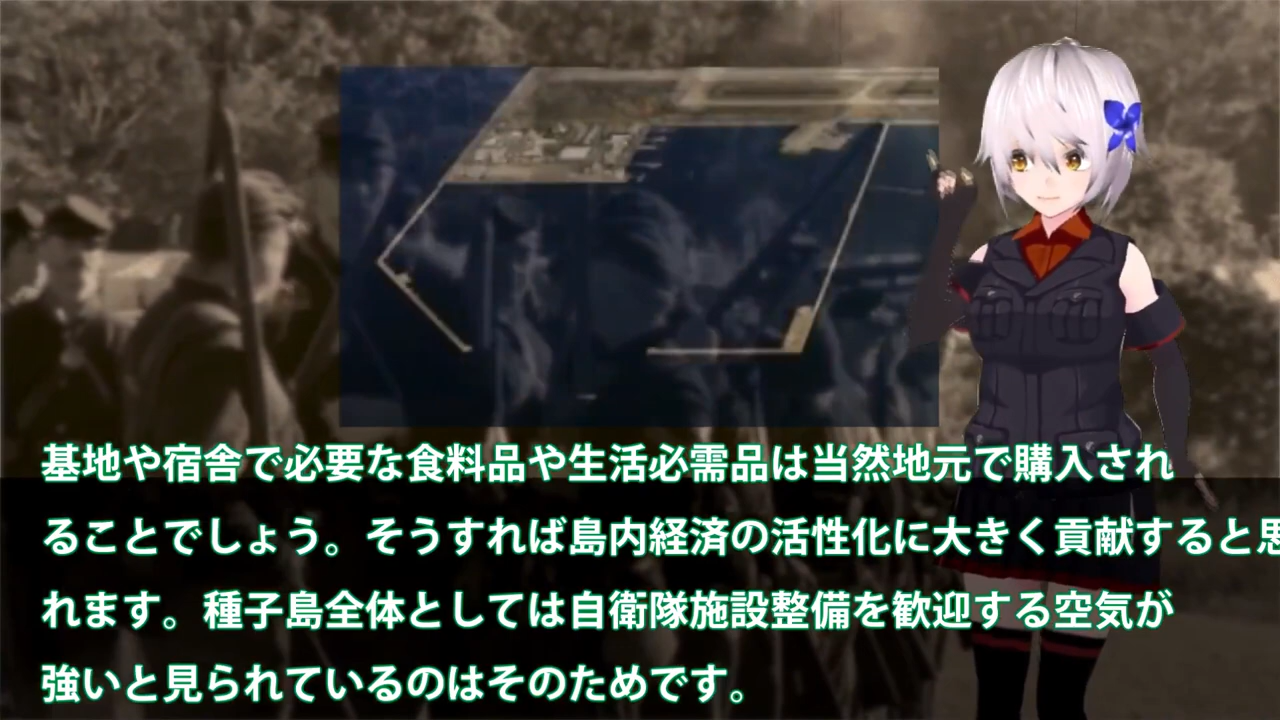 基地や宿舎で必要な食料品や生活必需品は当然地元で購入され
ることでしょう。そうすれば島内経済の活性化に大きく貢献すると思
れます。種子島全体としては自衛隊施設整備を歓迎する空気が
強いと見られているのはそのためです。